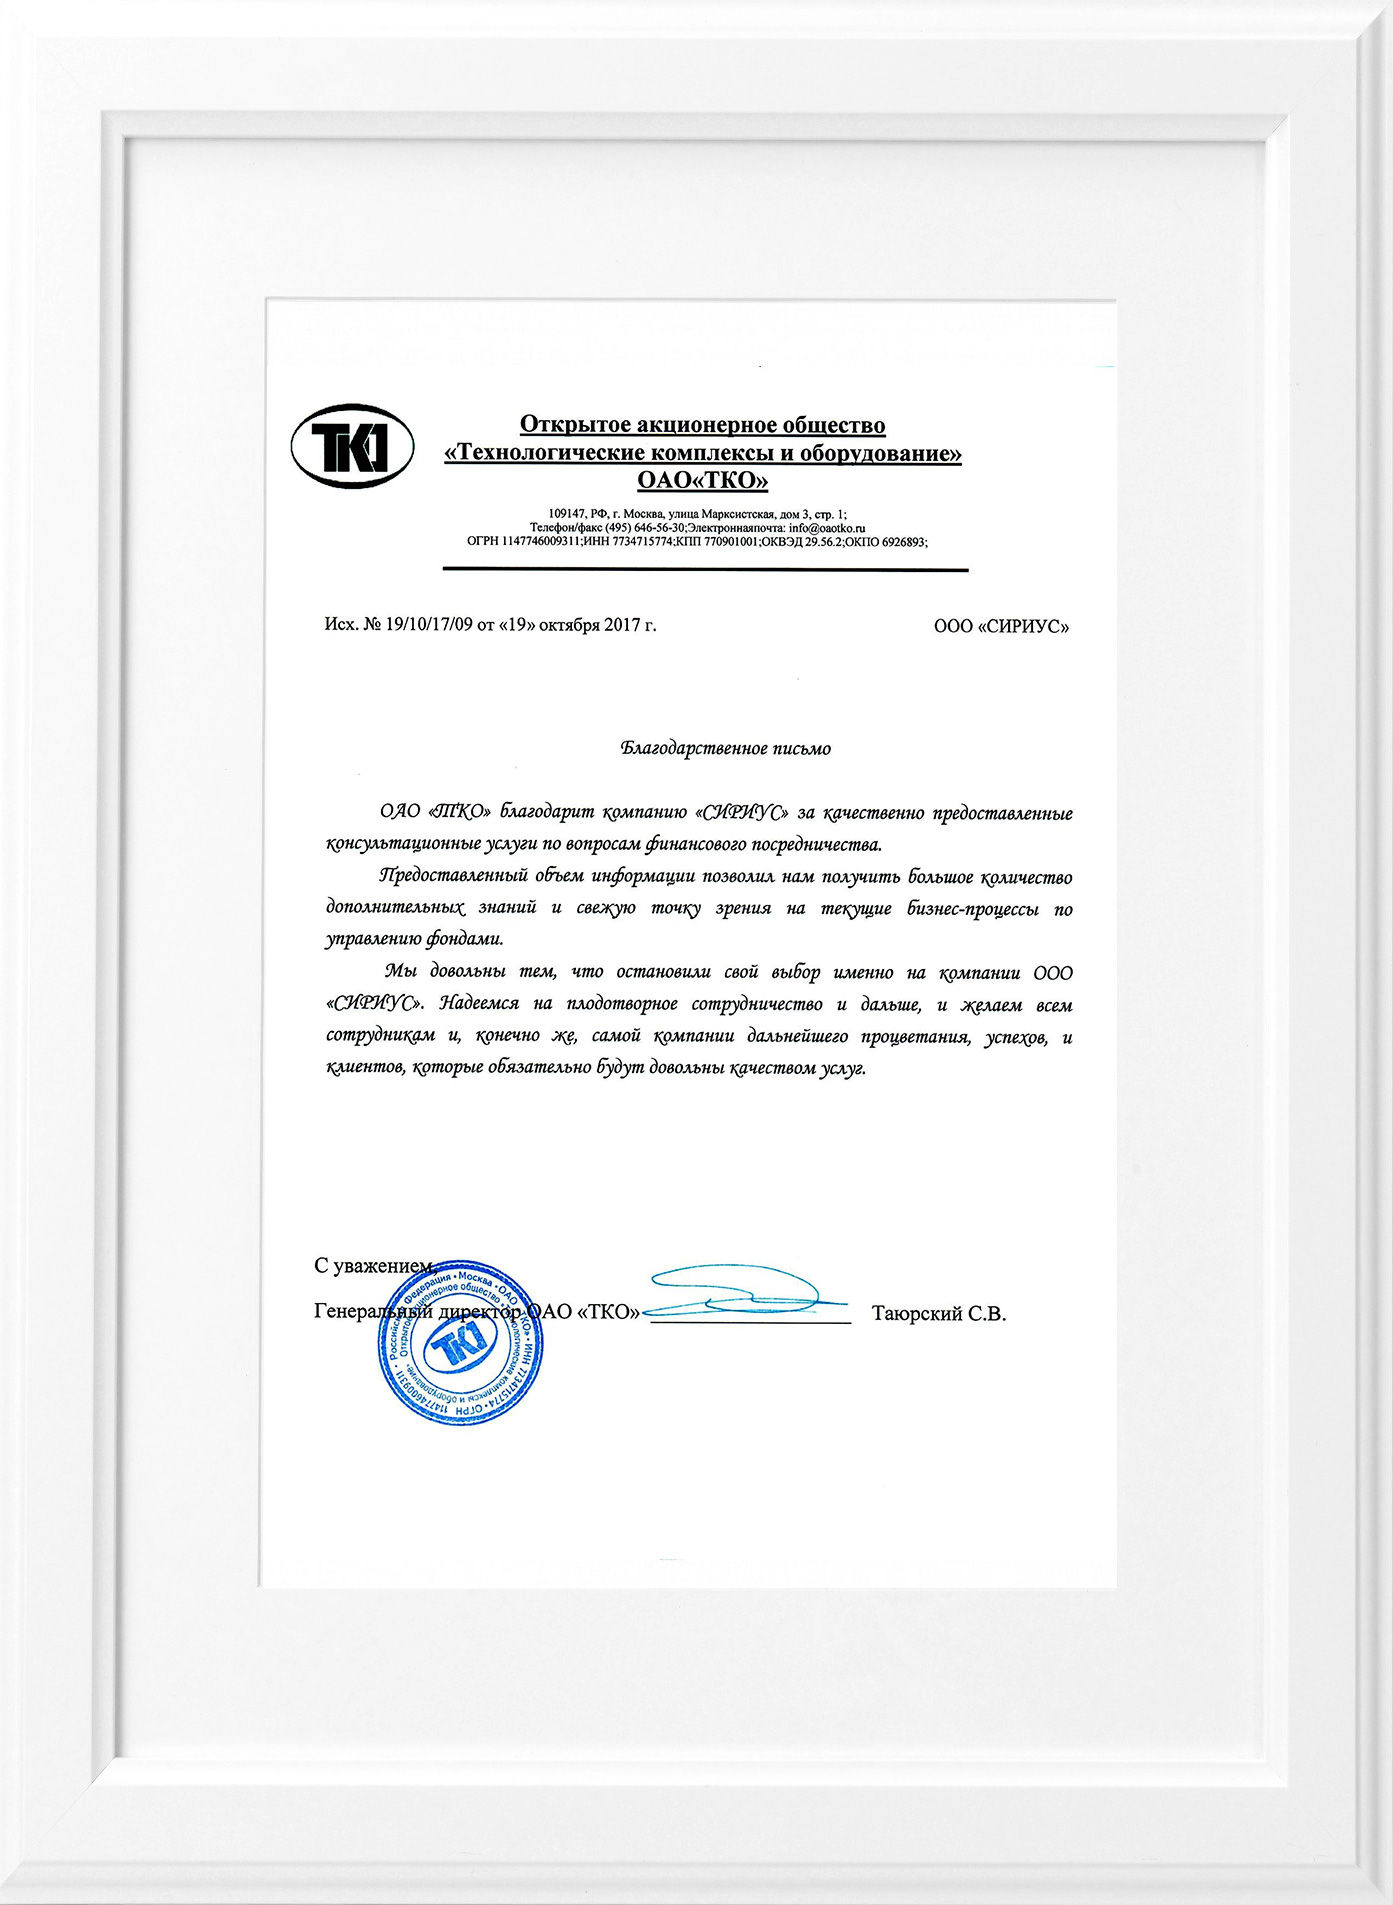 ТКО
Открытое акционерное общество
«Технологические комплексы и оборудование»
ОАО«ТКО»
109147, РФ, г. Москва, улица Марксистская, дом 3, стр. 1;
Телефон/факс (495) 646-56-30;Электроннаяпочта: info@oaotko.ru
ОГРН 1147746009311;ИНН 7734715774;КПП 770901001;ОКВЭД 29.56.2;ОКПО 6926893;
Исх. № 19/10/17/09 от «19» октября 2017 г.
ООО «СИРИУС»
Благодарственное письмо
ОАО «ТКО» благодарит компанию «СИРИУС» за качественно предоставленные
консультационные услуги по вопросам финансового посредничества.
Предоставленный объем информации позволил нам получить большое количество
дополнительных знаний и свежую точку зрения на текущие бизнес-процессы по
управлению фондами.
Мы довольны тем, что остановили свой выбор именно на компании ООО
«СИРИУС». Надеемся на плодотворное сотрудничество и дальше, и желаем всем
сотрудникам и, конечно же, самой компании дальнейшего процветания, успехов, и
клиентов, которые обязательно будут довольны качеством услуг.
С уважением,
Генеральный директор ОАО «ТКО»
Таюрский С.В.
Российская Федерация • Москва • ОАО «ТКО» • ИНН 7734715774 • ОГРН 1147746009311 •
Открытое акционерное общество «Технологические комплексы и оборудование»
ТКО